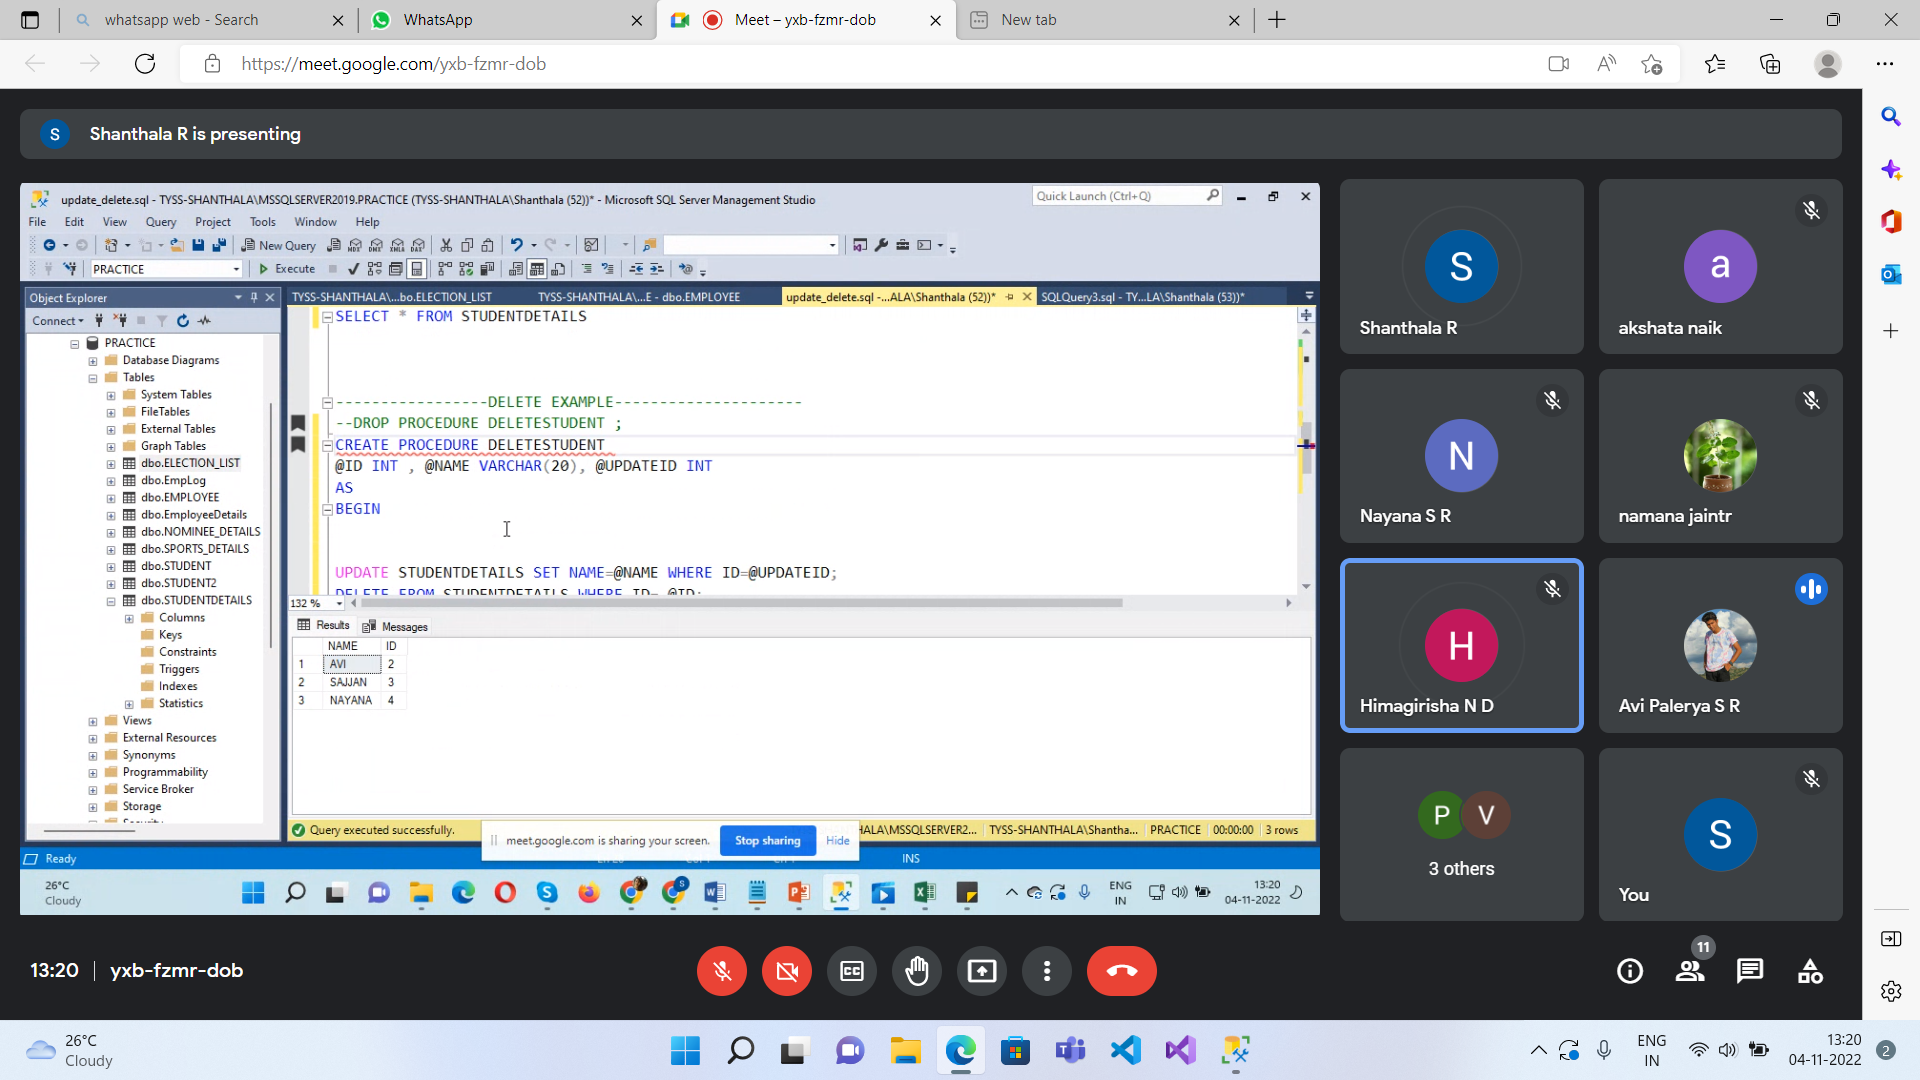 whatsapp web - Search
WhatsApp
Meet – yxb-fzmr-dob
New tab
https://meet.google.com/yxb-fzmr-dob
S
Shanthala R is presenting
update_delete.sql - TYSS-SHANTHALA\MSSQLSERVER2019.PRACTICE (TYSS-SHANTHALA\Shanthala (52))* - Microsoft SQL Server Management Studio
Quick Launch (Ctrl+Q)
File Edit View Query Project Tools Window Help
New Query
PRACTICE
Execute
Object Explorer
Connect
PRACTICE
Database Diagrams
Tables
System Tables
FileTables
External Tables
Graph Tables
dbo.ELECTION_LIST
dbo.EmpLog
dbo.EMPLOYEE
dbo.EmployeeDetails
dbo.NOMINEE_DETAILS
dbo.SPORTS_DETAILS
dbo.STUDENT
dbo.STUDENT2
dbo.STUDENTDETAILS
Columns
Keys
Constraints
Triggers
Indexes
Statistics
Views
External Resources
Synonyms
Programmability
Service Broker
Storage
TYSS-SHANTHALA\...bo.ELECTION_LIST
TYSS-SHANTHALA\...E - dbo.EMPLOYEE
update_delete.sql -...ALA\Shanthala (52))*
SQLQuery3.sql - TY...LA\Shanthala (53))*
SELECT * FROM STUDENTDETAILS
-----------------DELETE EXAMPLE---------------------
--DROP PROCEDURE DELETESTUDENT ;
CREATE PROCEDURE DELETESTUDENT
@ID INT , @NAME VARCHAR(20), @UPDATEID INT
AS
BEGIN
UPDATE STUDENTDETAILS SET NAME=@NAME WHERE ID=@UPDATEID;
DELETE FROM STUDENTDETAILS WHERE ID= @ID;
132 %
Results Messages
NAME ID
1 AVI 2
2 SAJJAN 3
3 NAYANA 4
Query executed successfully.
HALA\MSSQLSERVER2... TYSS-SHANTHALA\Shantha... PRACTICE 00:00:00 3 rows
meet.google.com is sharing your screen.
Stop sharing
Hide
Ready
INS
26°C
Cloudy
ENG
IN
13:20
04-11-2022
S
Shanthala R
a
akshata naik
N
Nayana S R
namana jaintr
H
Himagirisha N D
Avi Palerya S R
P V
3 others
S
You
13:20 | yxb-fzmr-dob
11
26°C
Cloudy
ENG
IN
13:20
04-11-2022
2